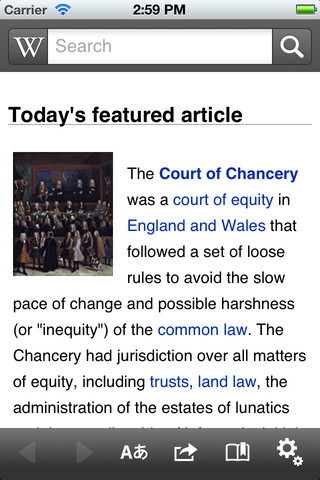 Carrier 2:59 PM
W Search
Today's featured article
The Court of Chancery
was a court of equity in
England and Wales that
followed a set of loose
rules to avoid the slow
pace of change and possible harshness
(or "inequity") of the common law. The
Chancery had jurisdiction over all matters
of equity, including trusts, land law, the
administration of the estates of lunatics
Aあ